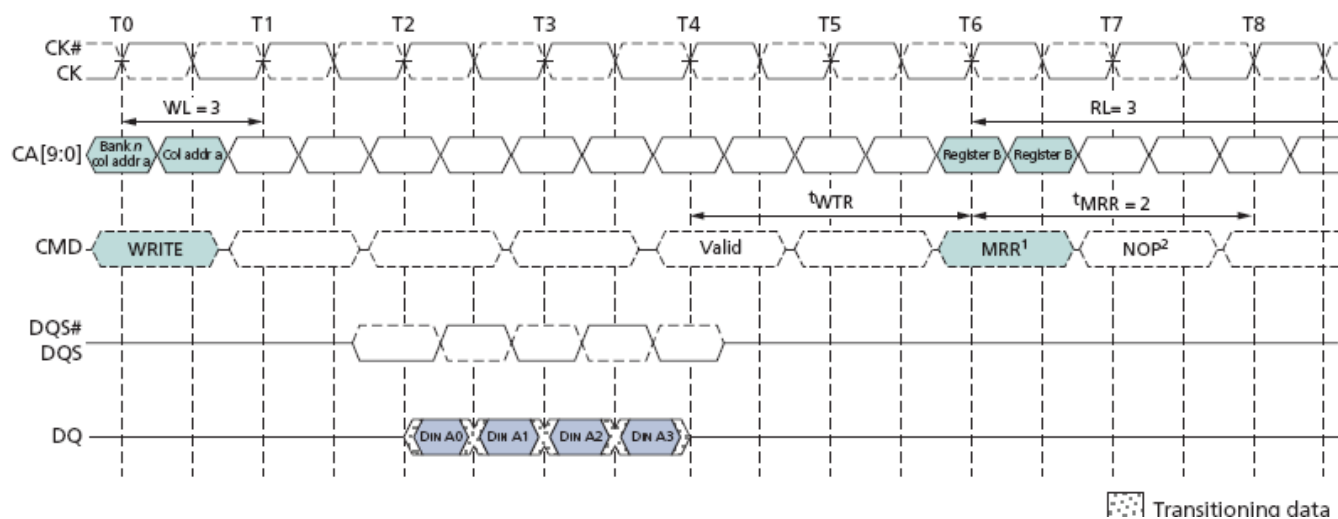 T0 T1 T2 T3 T4 T5 T6 T7 T8
CK#
CK
WL = 3
RL= 3
CA[9:0]
Bank n
col addr a
Col addr a
Register B
Register B
tWTR
tMRR = 2
CMD
WRITE
Valid
MRR1
NOP2
DQS#
DQS
DQ
DIN A0
DIN A1
DIN A2
DIN A3
Transitioning data